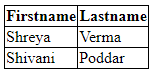 Firstname Lastname
Shreya Verma
Shivani Poddar